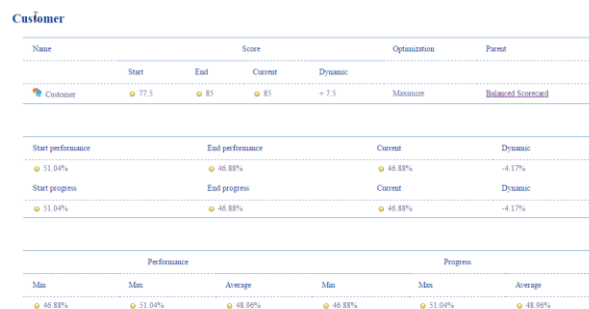 Customer
Name Score Optimization Parent
Start End Current Dynamic
Customer 77.5 85 85 + 7.5 Maximize Balanced Scorecard
Start performance End performance Current Dynamic
51.04% 46.88% 46.88% -4.17%
Start progress End progress Current Dynamic
51.04% 46.88% 46.88% -4.17%
Performance Progress
Min Max Average Min Max Average
46.88% 51.04% 48.96% 46.88% 51.04% 48.96%